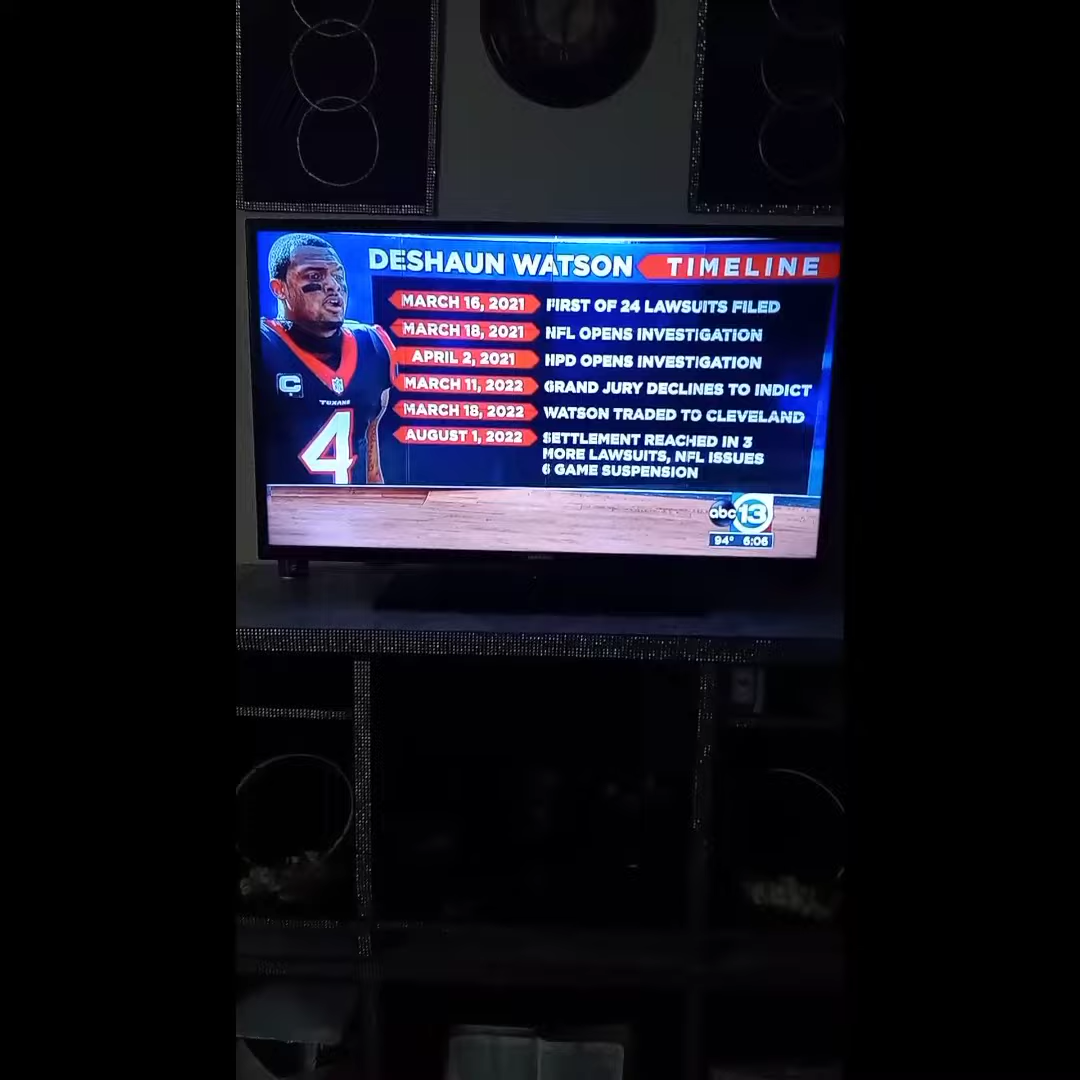 DESHAUN WATSON TIMELINE
MARCH 16, 2021 FIRST OF 24 LAWSUITS FILED
MARCH 18, 2021 NFL OPENS INVESTIGATION
APRIL 2, 2021 HPD OPENS INVESTIGATION
MARCH 11, 2022 GRAND JURY DECLINES TO INDICT
MARCH 18, 2022 WATSON TRADED TO CLEVELAND
AUGUST 1, 2022 SETTLEMENT REACHED IN 3
MORE LAWSUITS, NFL ISSUES
6 GAME SUSPENSION
C
TEXANS
4
abc 13
94° 6:06